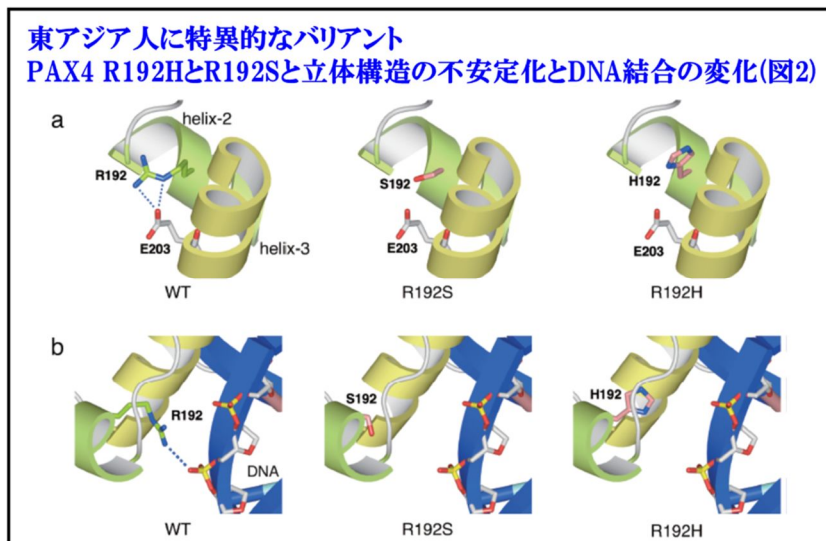 東アジア人に特異的なバリアント
PAX4 R192HとR192Sと立体構造の不安定化とDNA結合の変化(図2)
a
helix-2
R192
E203
helix-3
WT
S192
E203
R192S
H192
E203
R192H
b
R192
DNA
WT
S192
R192S
H192
R192H